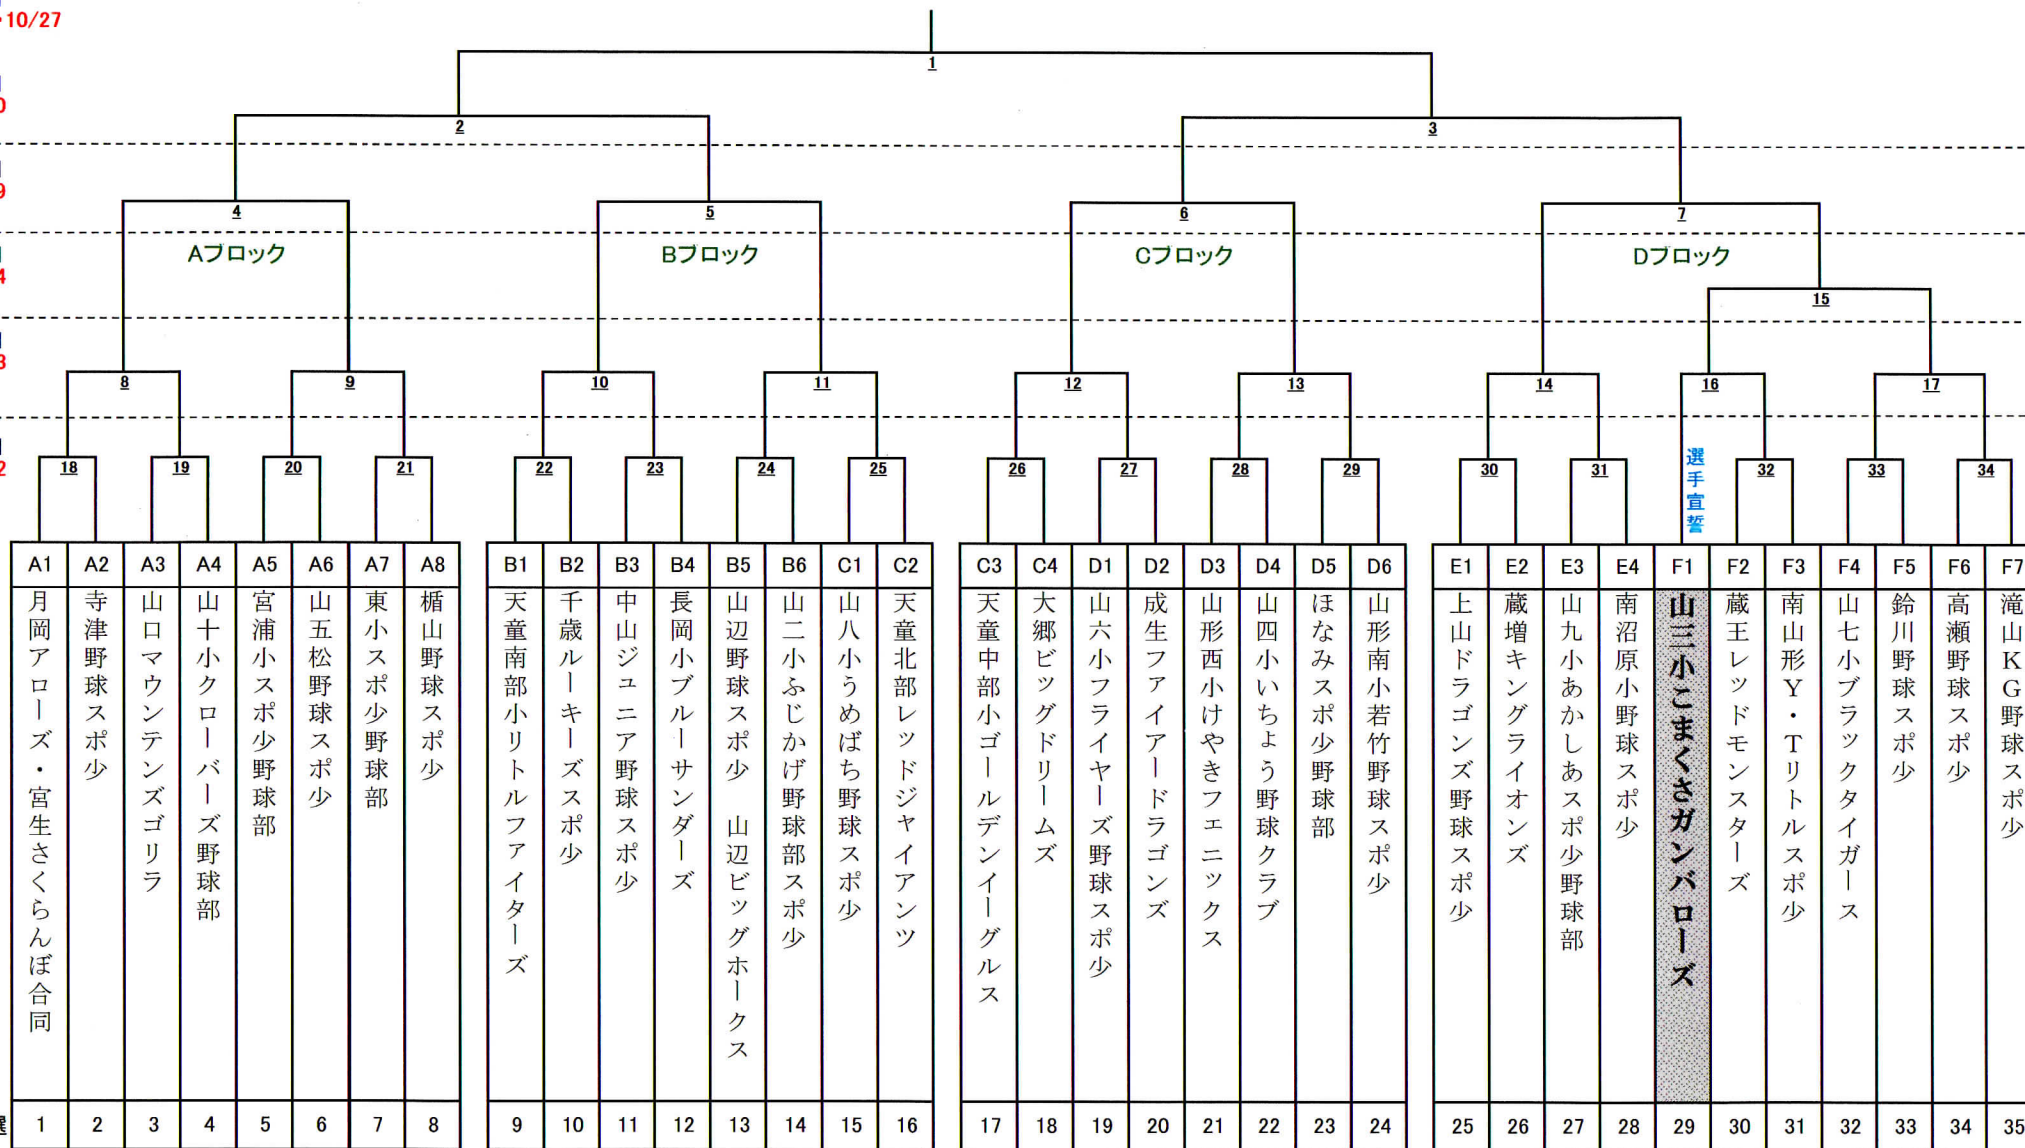 10/27
1
2
3
4
5
6
7
Aブロック
Bブロック
Cブロック
Dブロック
15
8
9
10
11
12
13
14
16
17
18
19
20
21
22
23
24
25
26
27
28
29
30
31
32
33
34
選手宣誓
A1
A2
A3
A4
A5
A6
A7
A8
B1
B2
B3
B4
B5
B6
C1
C2
C3
C4
D1
D2
D3
D4
D5
D6
E1
E2
E3
E4
F1
F2
F3
F4
F5
F6
F7
月岡アローズ・宮生さくらんぼ合同
寺津野球スポ少
山口マウンテンズゴリラ
山十小クローバーズ野球部
宮浦小スポ少野球部
山五松野球スポ少
東小スポ少野球部
楯山野球スポ少
天童南部小リトルファイターズ
千歳ルーキーズスポ少
中山ジュニア野球スポ少
長岡小ブルーサンダーズ
山辺野球スポ少 山辺ビッグホークス
山二小ふじかげ野球部スポ少
山八小うめばち野球スポ少
天童北部レッドジャイアンツ
天童中部小ゴールデンイーグルス
大郷ビッグドリームズ
山六小フライヤーズ野球スポ少
成生ファイアードラゴンズ
山形西小けやきフェニックス
山四小いちょう野球クラブ
ほなみスポ少野球部
山形南小若竹野球スポ少
上山ドラゴンズ野球スポ少
蔵増キングライオンズ
山九小あかしあスポ少野球部
南沼原小野球スポ少
山三小こまくさガンバローズ
蔵王レッドモンスターズ
南山形Y・Tリトルスポ少
山七小ブラックタイガース
鈴川野球スポ少
高瀬野球スポ少
滝山KG野球スポ少
1
2
3
4
5
6
7
8
9
10
11
12
13
14
15
16
17
18
19
20
21
22
23
24
25
26
27
28
29
30
31
32
33
34
35